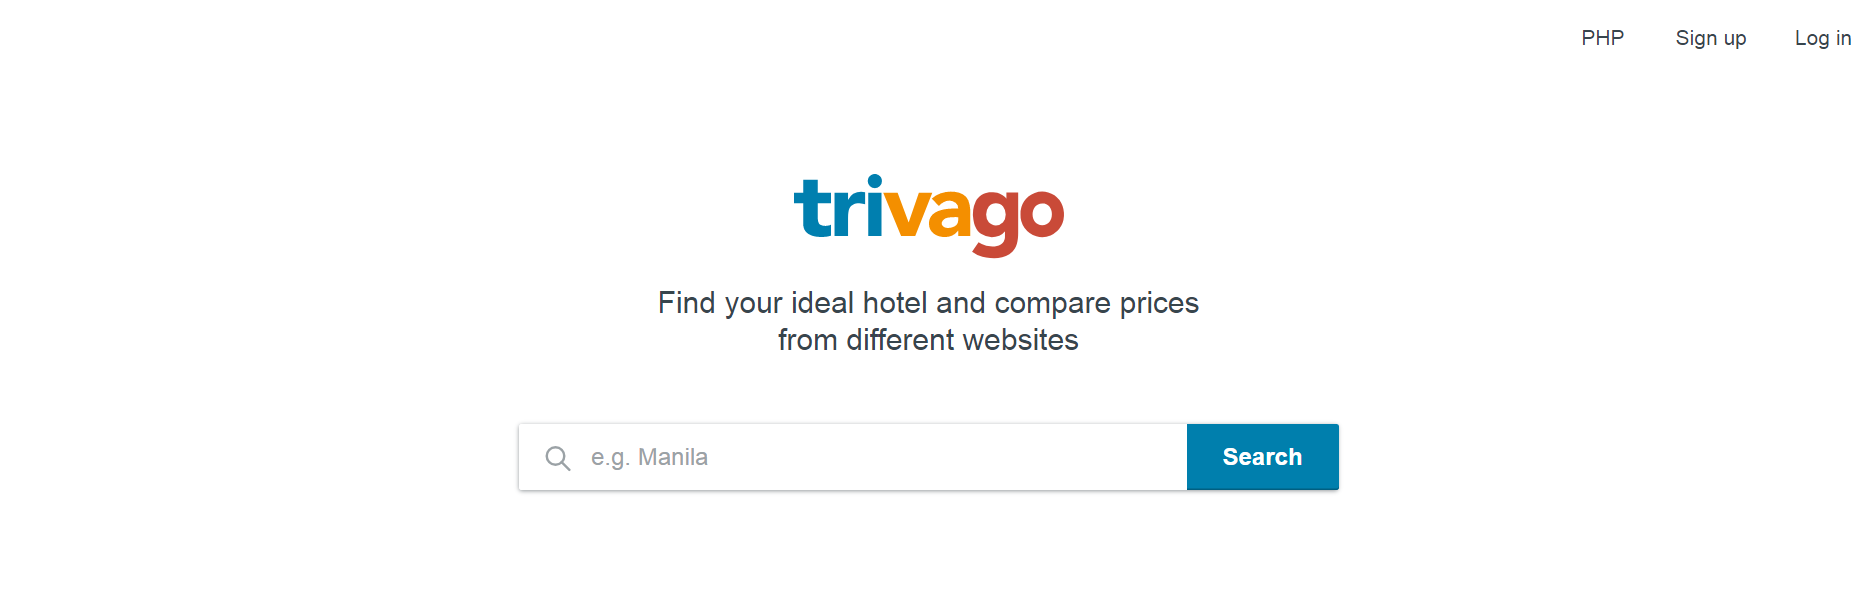 PHP Sign up Log in
trivago
Find your ideal hotel and compare prices
from different websites
e.g. Manila Search